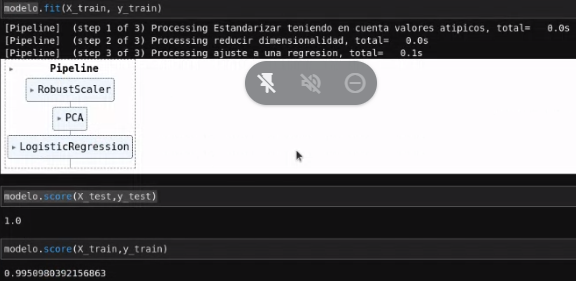 modelo.fit(X_train, y_train)
[Pipeline] (step 1 of 3) Processing Estandarizar teniendo en cuenta valores atipicos, total= 0.0s
[Pipeline] (step 2 of 3) Processing reducir dimensionalidad, total= 0.0s
[Pipeline] (step 3 of 3) Processing ajuste a una regresion, total= 0.1s
Pipeline
RobustScaler
PCA
LogisticRegression
modelo.score(X_test,y_test)
1.0
modelo.score(X_train,y_train)
0.9950980392156863